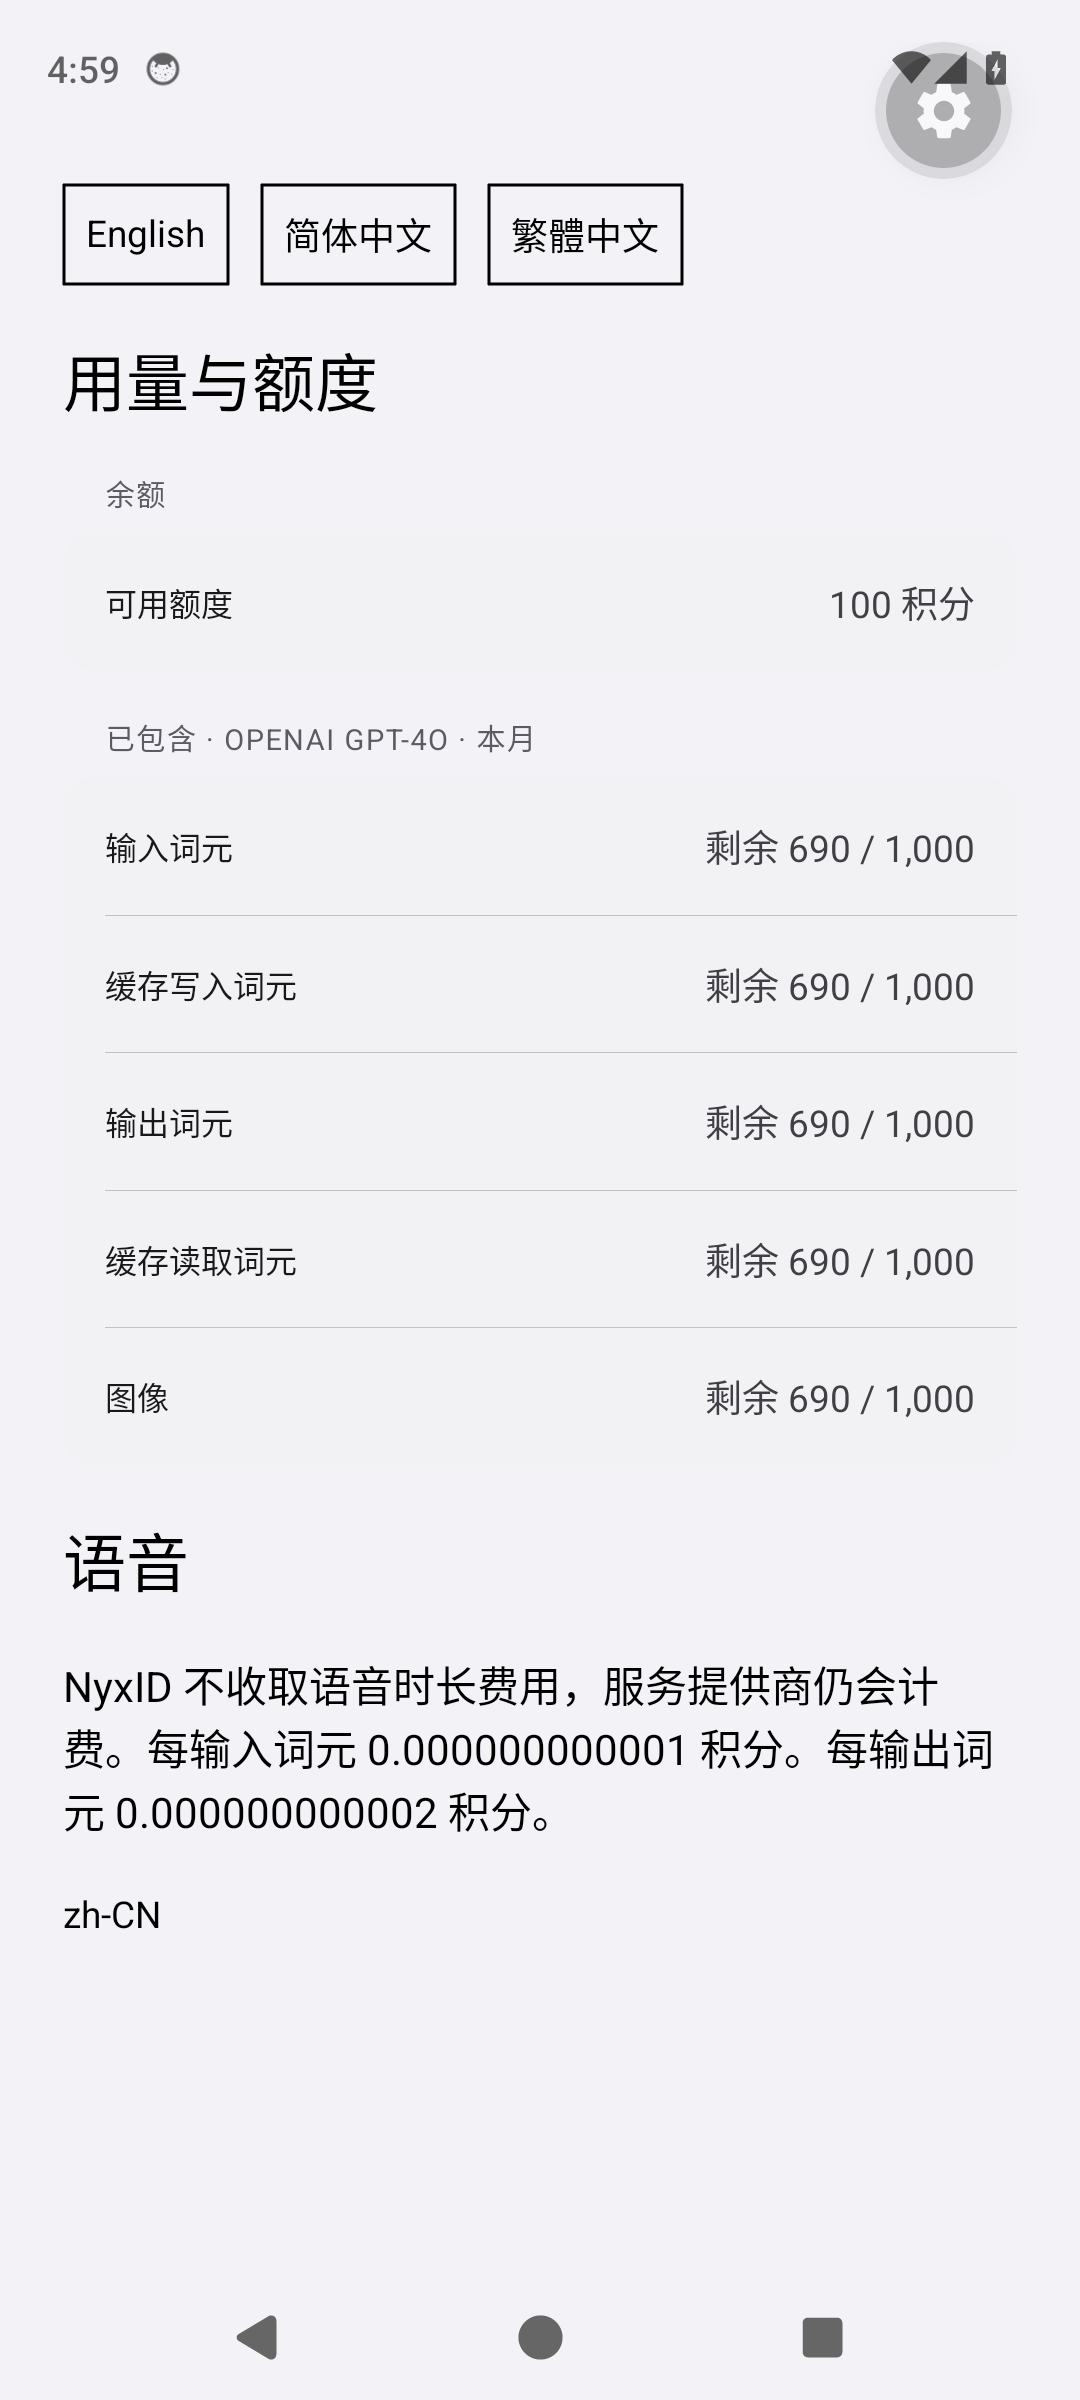 4:59
English
简体中文
繁體中文
用量与额度
余额
可用额度 100 积分
已包含 · OPENAI GPT-4O · 本月
输入词元 剩余 690 / 1,000
缓存写入词元 剩余 690 / 1,000
输出词元 剩余 690 / 1,000
缓存读取词元 剩余 690 / 1,000
图像 剩余 690 / 1,000
语音
NyxID 不收取语音时长费用，服务提供商仍会计
费。每输入词元 0.000000000001 积分。每输出词
元 0.000000000002 积分。
zh-CN